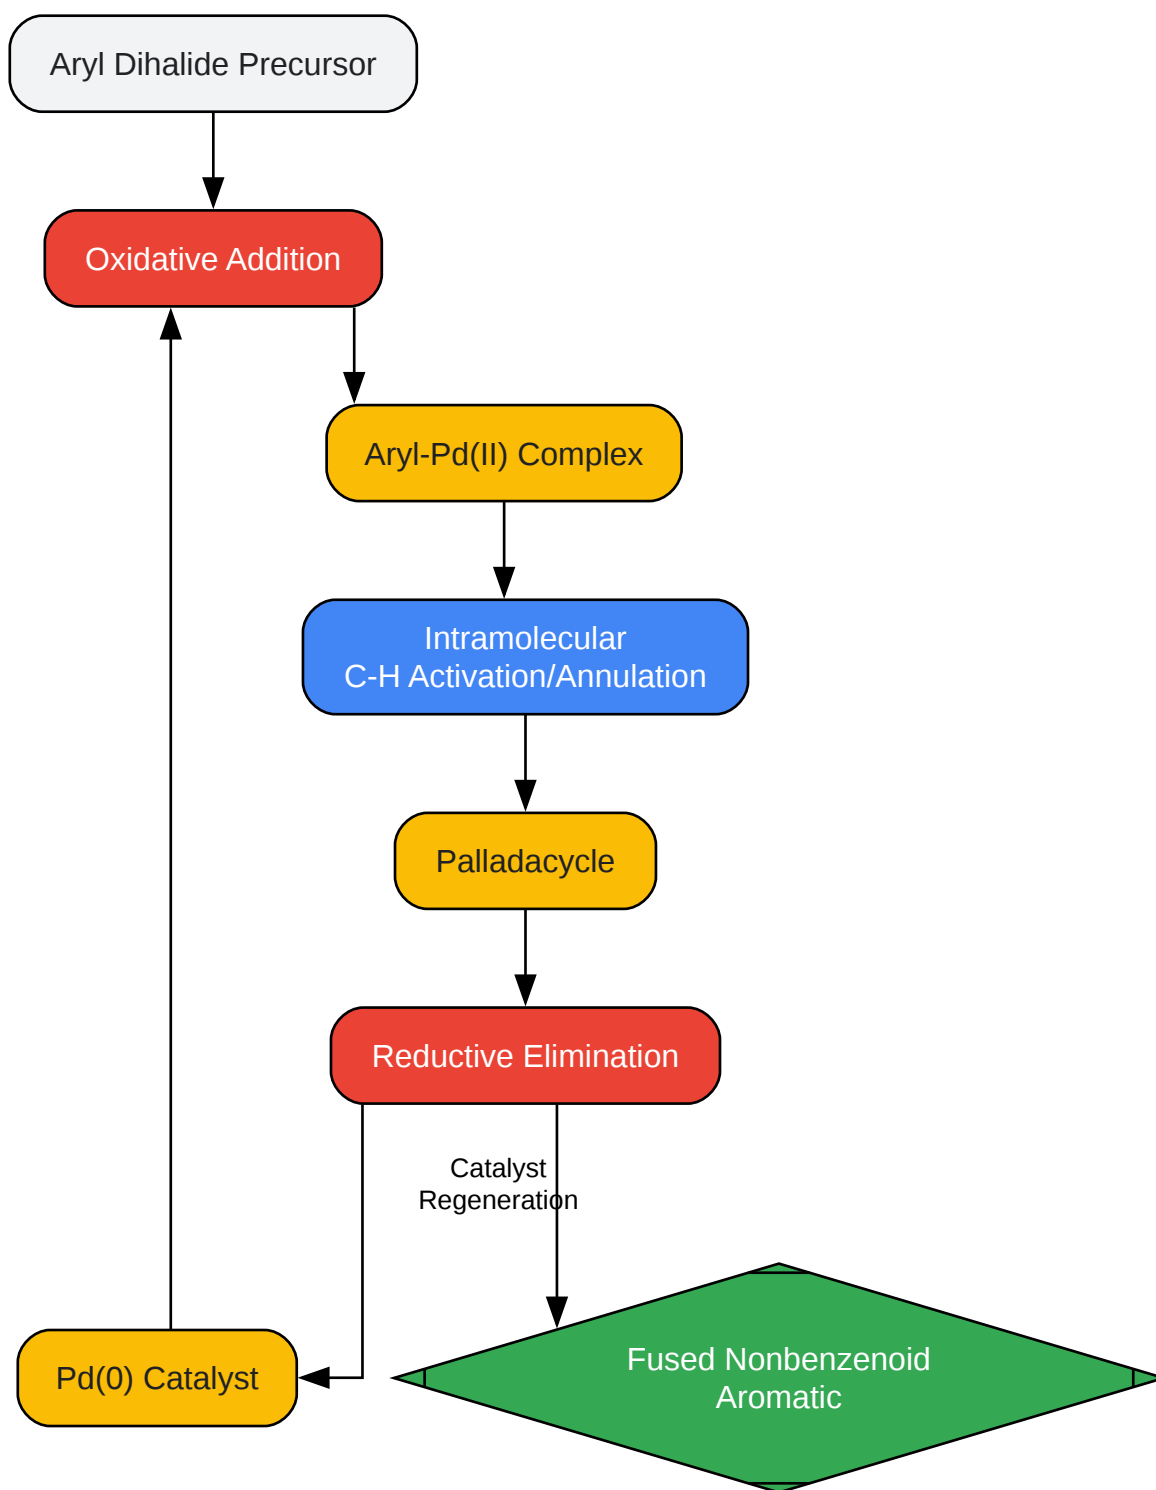 Aryl Dihalide Precursor
Oxidative Addition
Aryl-Pd(II) Complex
Intramolecular
C-H Activation/Annulation
Palladacycle
Reductive Elimination
Catalyst
Regeneration
Pd(0) Catalyst
Fused Nonbenzenoid
Aromatic